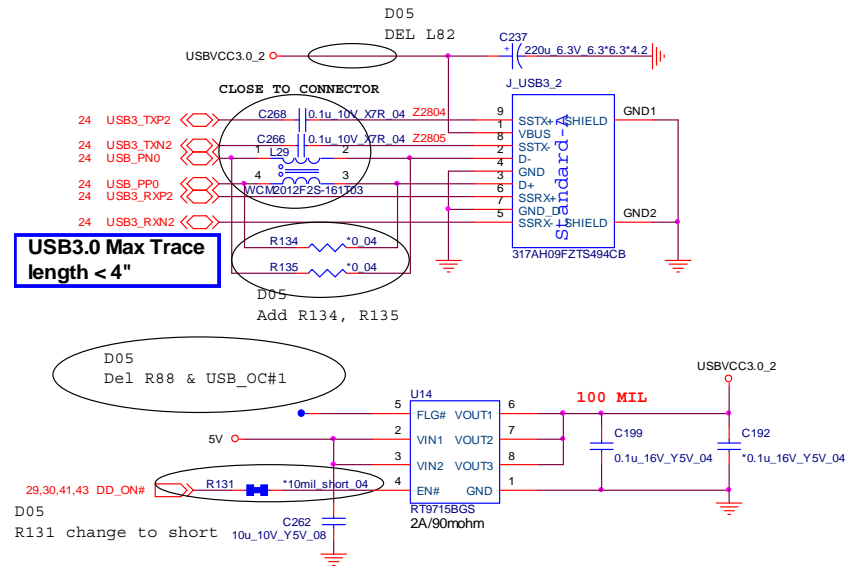 D05
DEL L82
C237
USBVCC3.0_2
+
220u_6.3V_6.3*6.3*4.2
CLOSE TO CONNECTOR
J_USB3_2
24 USB3_TXP2
C268
0.1u_10V_X7R_04
Z2804
9
SSTX+
SHIELD
GND1
1
VBUS
24 USB3_TXN2
C266
0.1u_10V_X7R_04
Z2805
8
SSTX-
24 USB_PN0
1
L29
2
2
D-
4
GND
24 USB_PP0
4
3
3
D+
24 USB3_RXP2
WCM2012F2S-161T03
6
SSRX+
7
GND_D
24 USB3_RXN2
5
SSRX-
SHIELD
GND2
Standard-A
317AH09FZTS494CB
USB3.0 Max Trace
length < 4"
R134
*0_04
R135
*0_04
D05
Add R134, R135
D05
Del R88 & USB_OC#1
USBVCC3.0_2
U14
100 MIL
5
FLG#
VOUT1
6
5V
2
VIN1
VOUT2
7
C199
C192
3
VIN2
VOUT3
8
0.1u_16V_Y5V_04
*0.1u_16V_Y5V_04
29,30,41,43 DD_ON#
R131
*10mil_short_04
4
EN#
GND
1
RT9715BGS
2A/90mohm
D05
R131 change to short
C262
10u_10V_Y5V_08